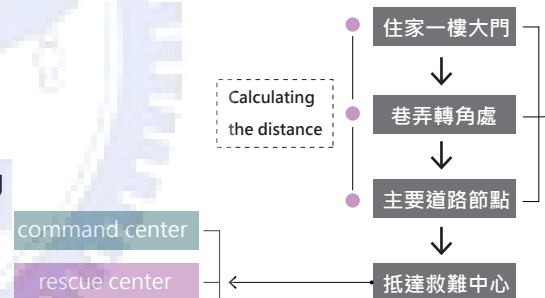 住家一樓大門
Calculating
the distance
巷弄轉角處
主要道路節點
command center
rescue center
抵達救難中心